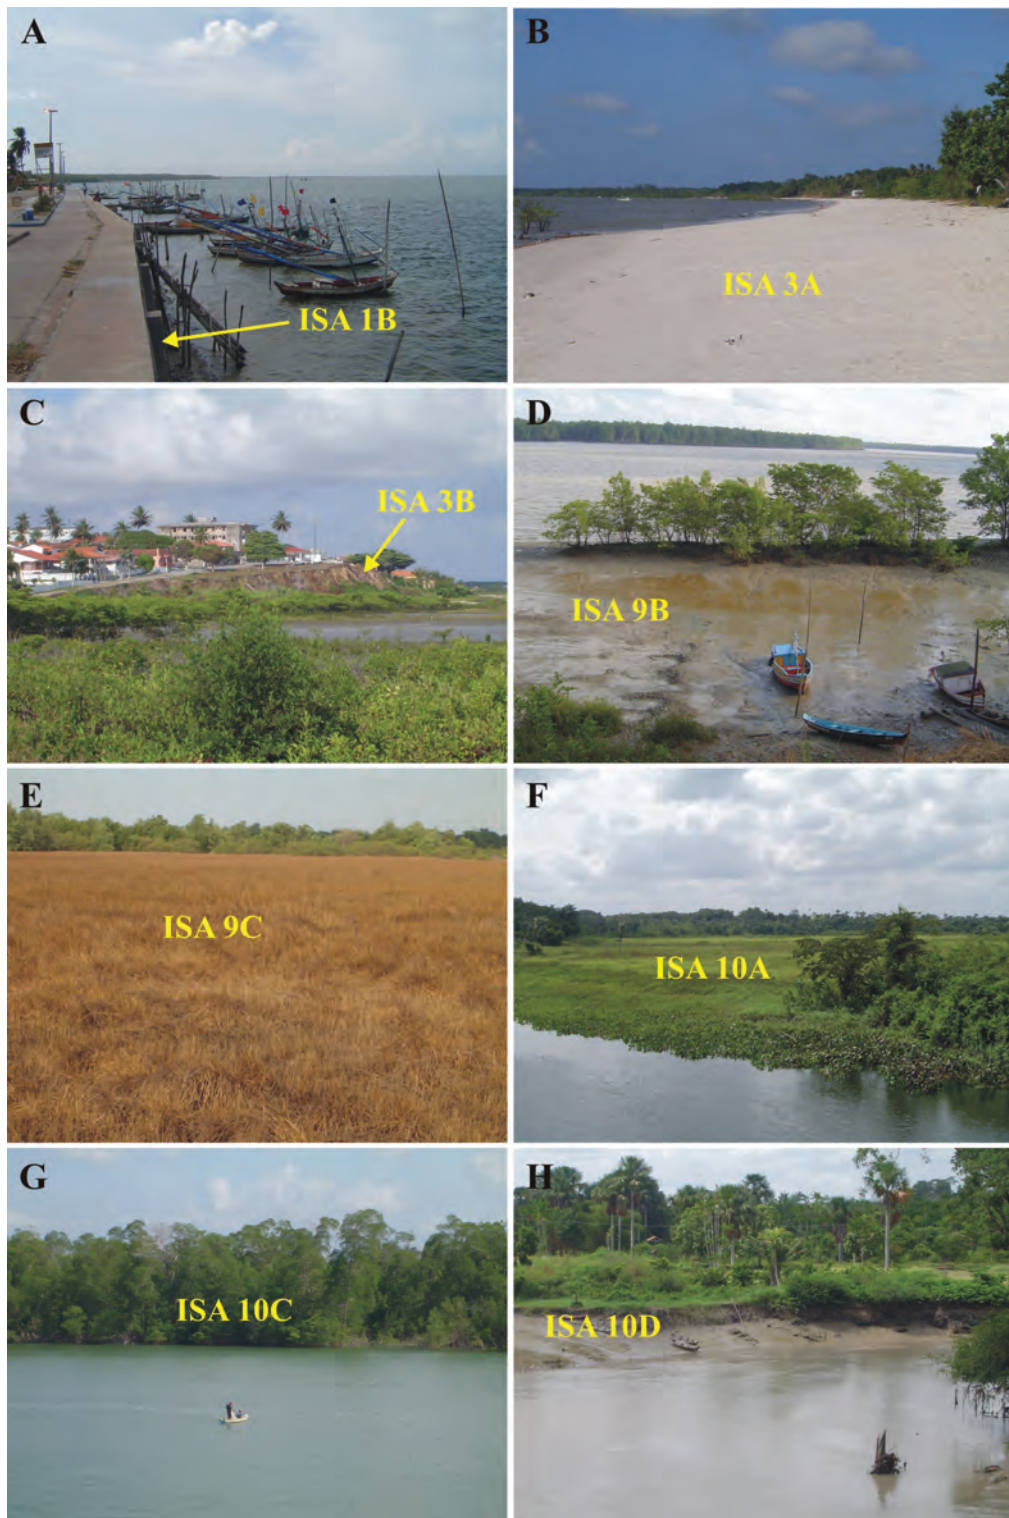 A
ISA 1B
B
ISA 3A
C
ISA 3B
D
ISA 9B
E
ISA 9C
F
ISA 10A
G
ISA 10C
H
ISA 10D